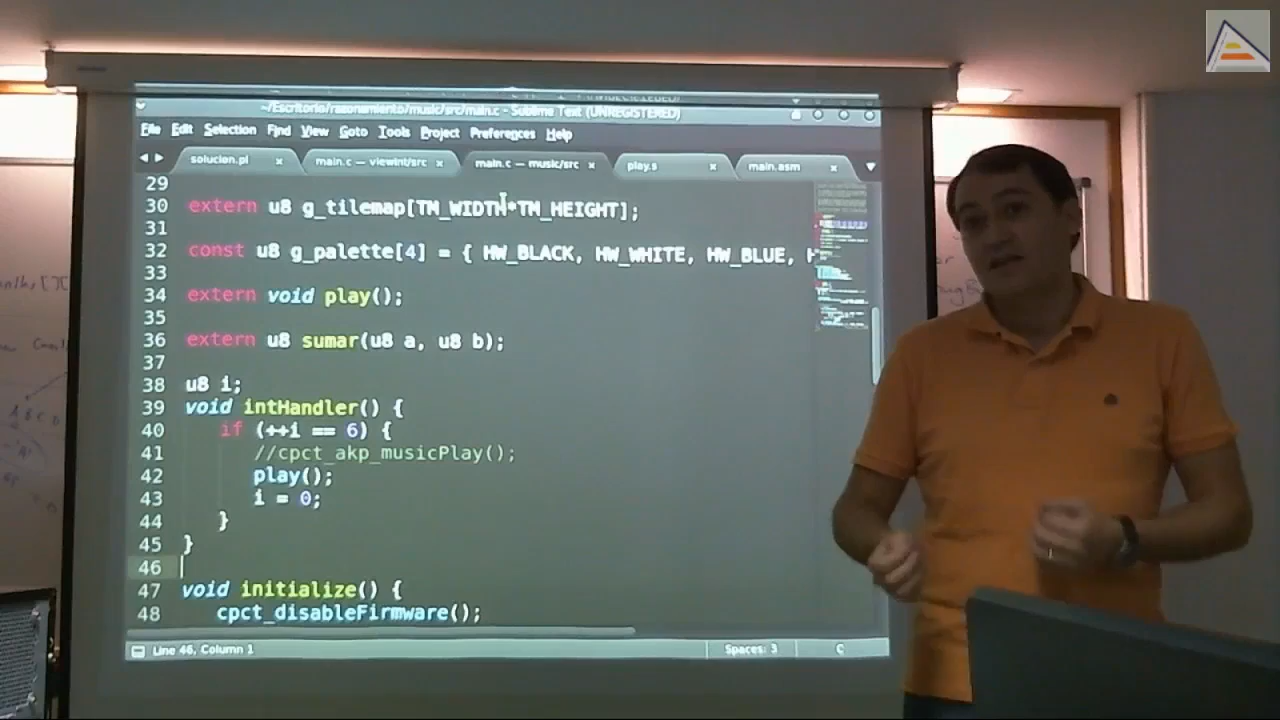 ~/Escritorio/razonamiento/music/src/main.c - Sublime Text (UNREGISTERED)
File Edit Selection Find View Goto Tools Project Preferences Help
solucion.pl × main.c — viewint/src × main.c — music/src × play.s × main.asm ×
29
30 extern u8 g_tilemap[TM_WIDTH*TM_HEIGHT];
31
32 const u8 g_palette[4] = { HW_BLACK, HW_WHITE, HW_BLUE,
33
34 extern void play();
35
36 extern u8 sumar(u8 a, u8 b);
37
38 u8 i;
39 void intHandler() {
40 if (++i == 6) {
41 //cpct_akp_musicPlay();
42 play();
43 i = 0;
44 }
45 }
46
47 void initialize() {
48 cpct_disableFirmware();
Line 46, Column 1 Spaces: 3 C